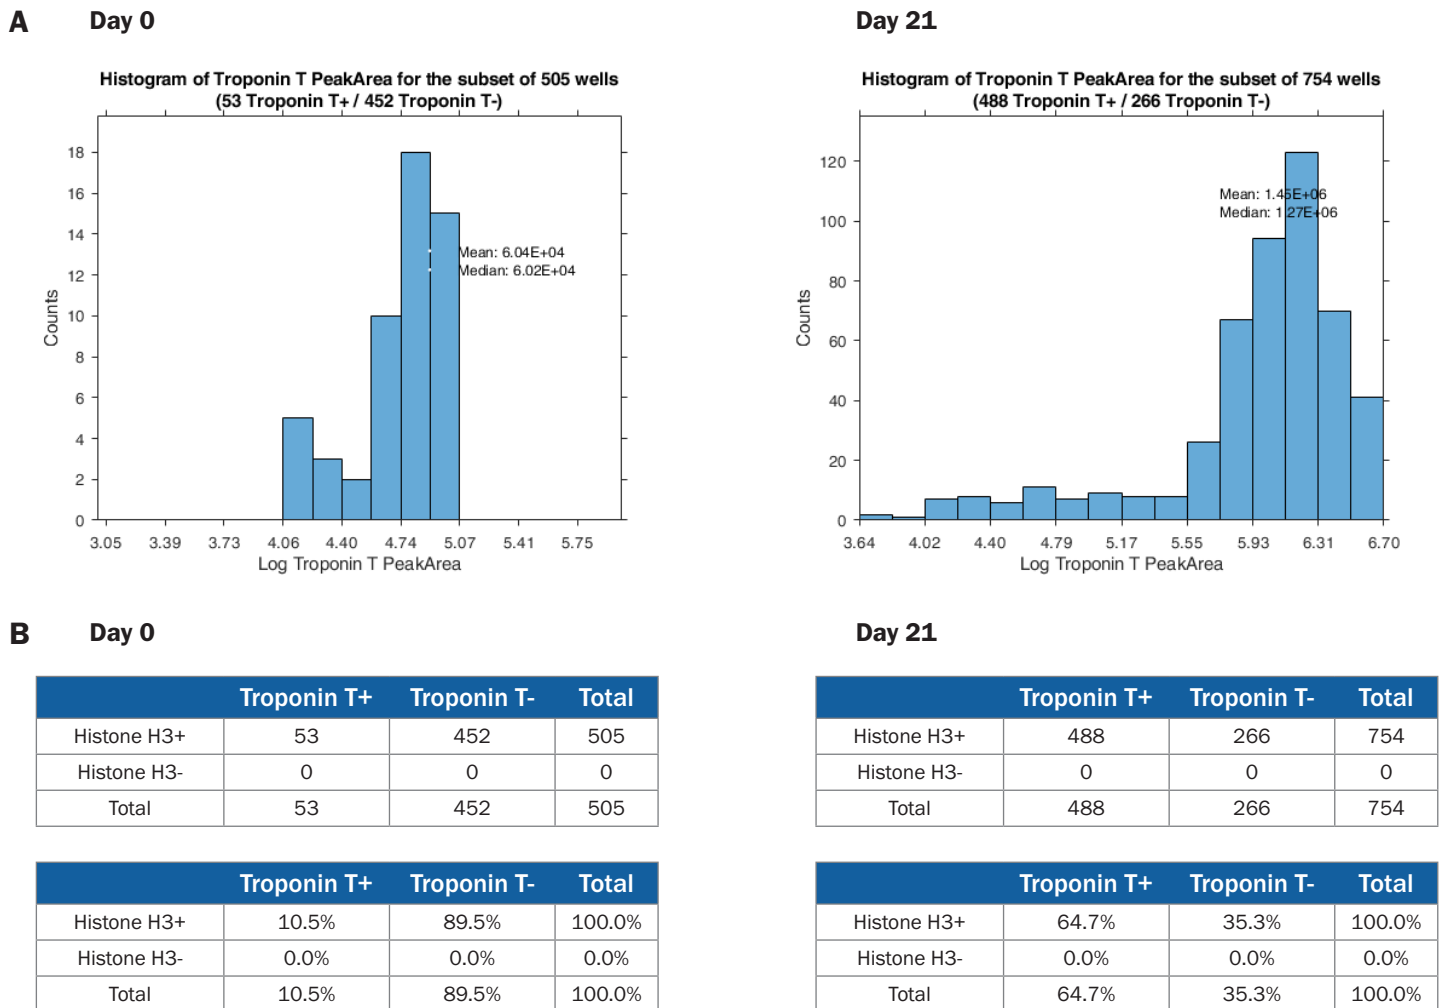 A Day 0
Histogram of Troponin T PeakArea for the subset of 505 wells
(53 Troponin T+ / 452 Troponin T-)
18
16
14
12
10
8
6
4
2
0
Counts
Mean: 6.04E+04
Median: 6.02E+04
3.05 3.39 3.73 4.06 4.40 4.74 5.07 5.41 5.75
Log Troponin T PeakArea
Day 21
Histogram of Troponin T PeakArea for the subset of 754 wells
(488 Troponin T+ / 266 Troponin T-)
120
100
80
60
40
20
0
Counts
Mean: 1.45E+06
Median: 1.27E+06
3.64 4.02 4.40 4.79 5.17 5.55 5.93 6.31 6.70
Log Troponin T PeakArea
B Day 0
Troponin T+ Troponin T- Total
Histone H3+ 53 452 505
Histone H3- 0 0 0
Total 53 452 505
Troponin T+ Troponin T- Total
Histone H3+ 10.5% 89.5% 100.0%
Histone H3- 0.0% 0.0% 0.0%
Total 10.5% 89.5% 100.0%
Day 21
Troponin T+ Troponin T- Total
Histone H3+ 488 266 754
Histone H3- 0 0 0
Total 488 266 754
Troponin T+ Troponin T- Total
Histone H3+ 64.7% 35.3% 100.0%
Histone H3- 0.0% 0.0% 0.0%
Total 64.7% 35.3% 100.0%